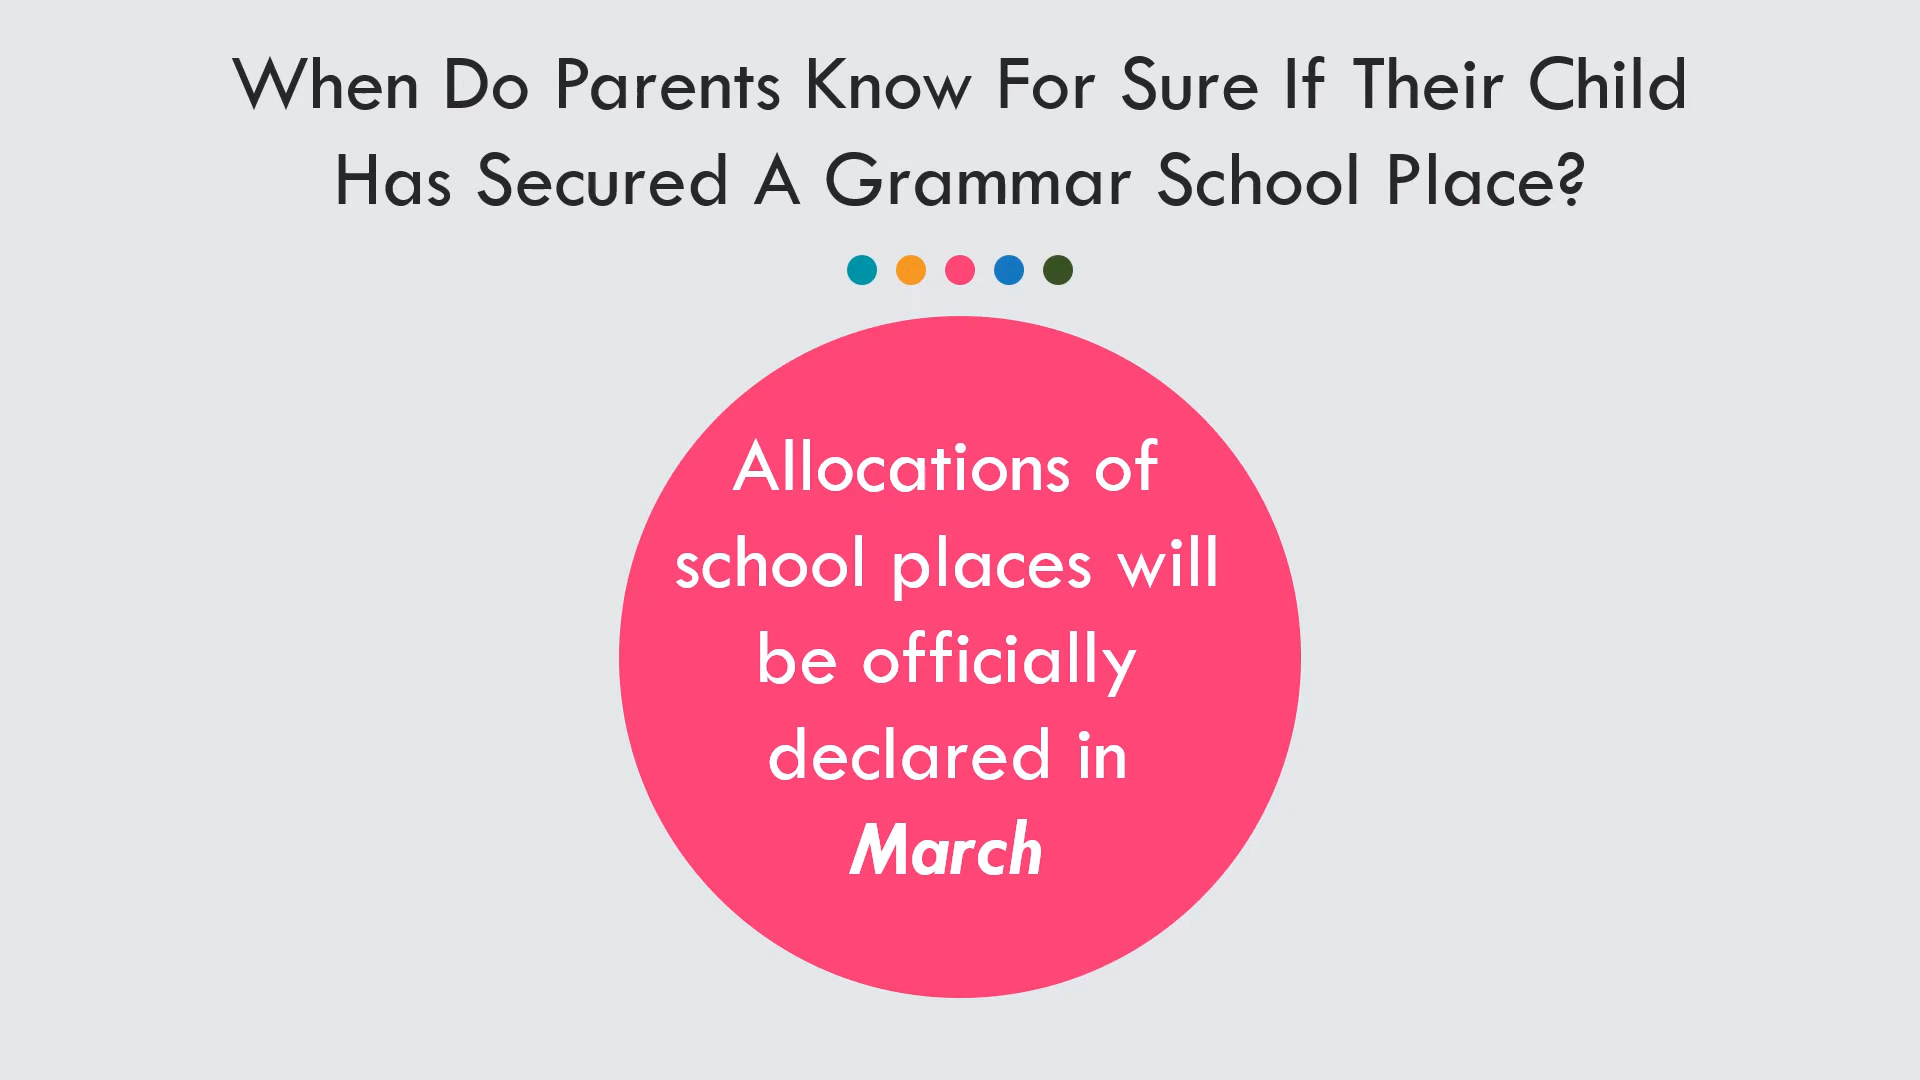 When Do Parents Know For Sure If Their Child
Has Secured A Grammar School Place?
Allocations of
school places will
be officially
declared in
March